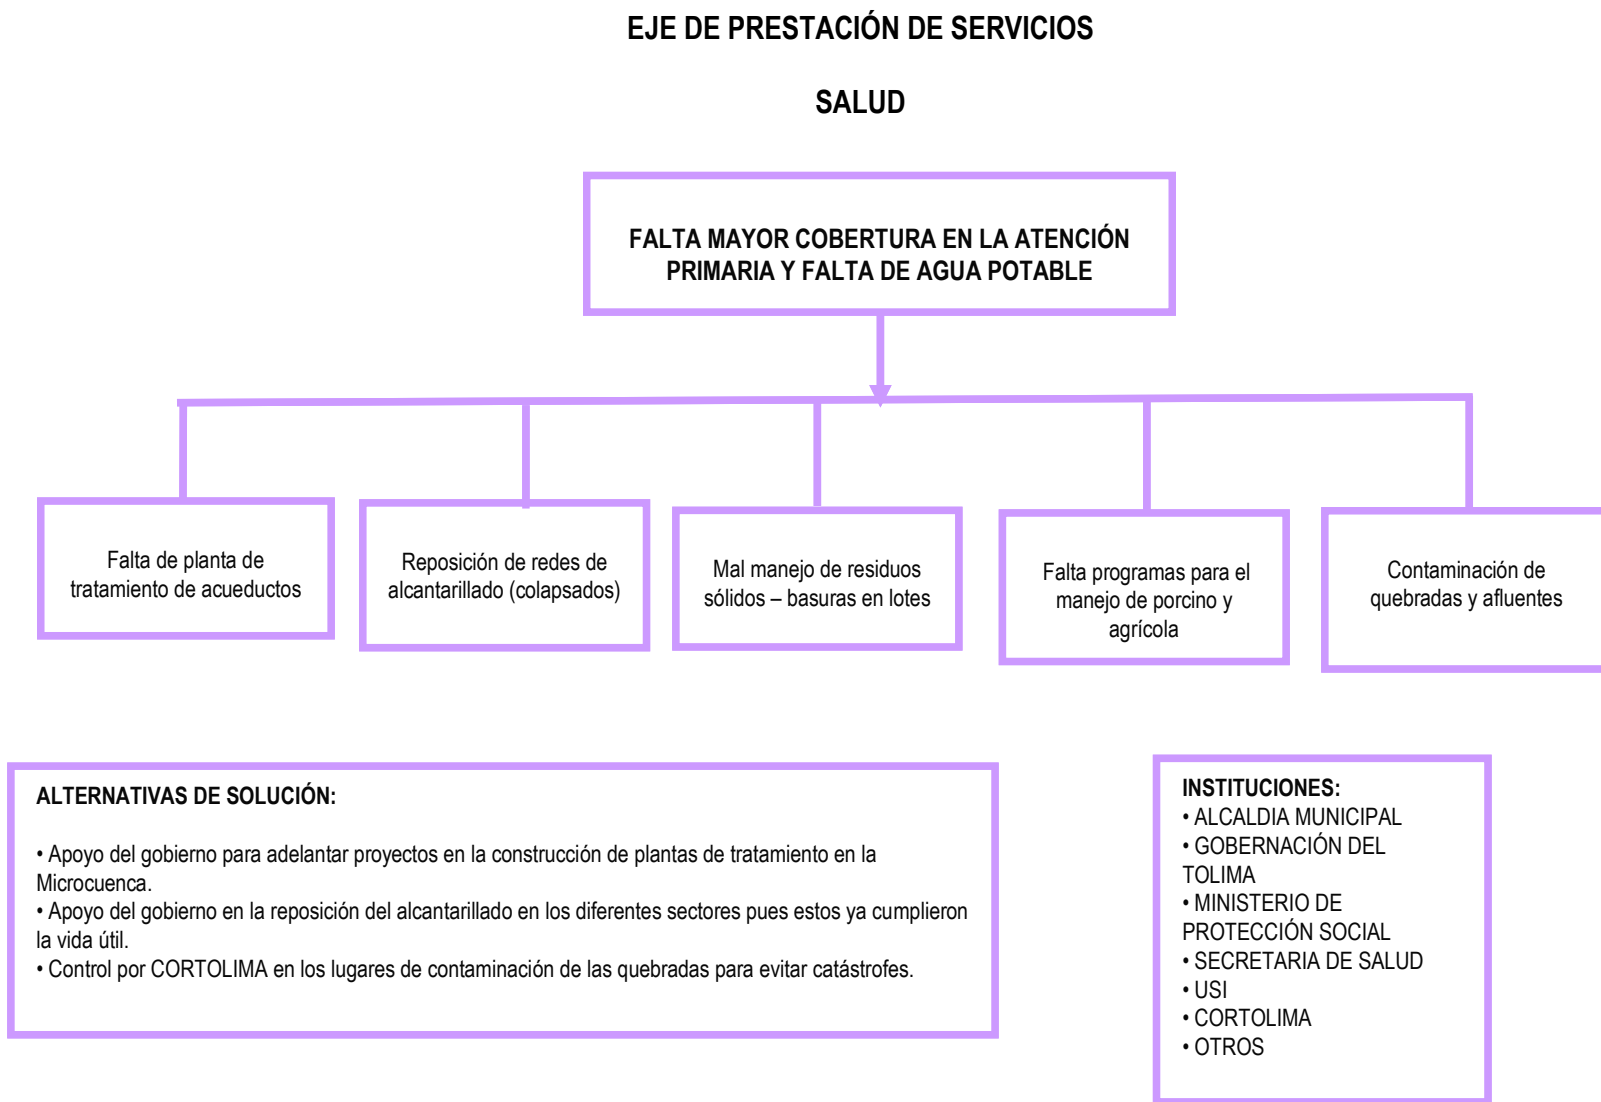 EJE DE PRESTACIÓN DE SERVICIOS
SALUD
FALTA MAYOR COBERTURA EN LA ATENCIÓN
PRIMARIA Y FALTA DE AGUA POTABLE
Falta de planta de
tratamiento de acueductos
Reposición de redes de
alcantarillado (colapsados)
Mal manejo de residuos
sólidos – basuras en lotes
Falta programas para el
manejo de porcino y
agrícola
Contaminación de
quebradas y afluentes
ALTERNATIVAS DE SOLUCIÓN:
• Apoyo del gobierno para adelantar proyectos en la construcción de plantas de tratamiento en la
Microcuenca.
• Apoyo del gobierno en la reposición del alcantarillado en los diferentes sectores pues estos ya cumplieron
la vida útil.
• Control por CORTOLIMA en los lugares de contaminación de las quebradas para evitar catástrofes.
INSTITUCIONES:
• ALCALDIA MUNICIPAL
• GOBERNACIÓN DEL
TOLIMA
• MINISTERIO DE
PROTECCIÓN SOCIAL
• SECRETARIA DE SALUD
• USI
• CORTOLIMA
• OTROS